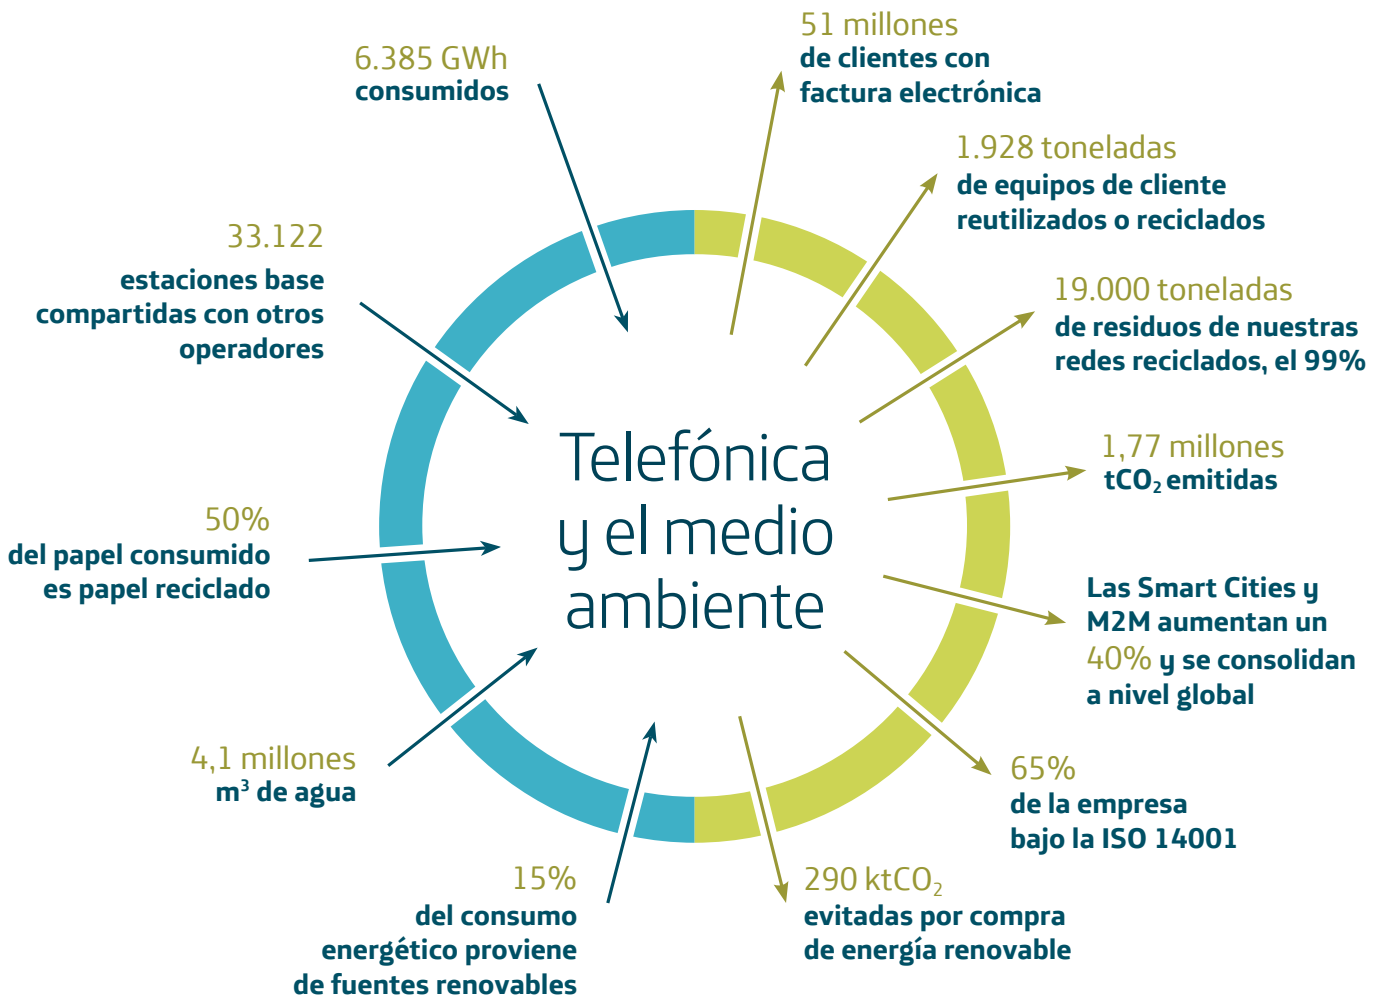 6.385 GWh
consumidos
51 millones
de clientes con
factura electrónica
1.928 toneladas
de equipos de cliente
reutilizados o reciclados
33.122
estaciones base
compartidas con otros
operadores
19.000 toneladas
de residuos de nuestras
redes reciclados, el 99%
Telefónica
y el medio
ambiente
1,77 millones
tCO₂ emitidas
50%
del papel consumido
es papel reciclado
Las Smart Cities y
M2M aumentan un
40% y se consolidan
a nivel global
4,1 millones
m³ de agua
65%
de la empresa
bajo la ISO 14001
15%
del consumo
energético proviene
de fuentes renovables
290 ktCO₂
evitadas por compra
de energía renovable